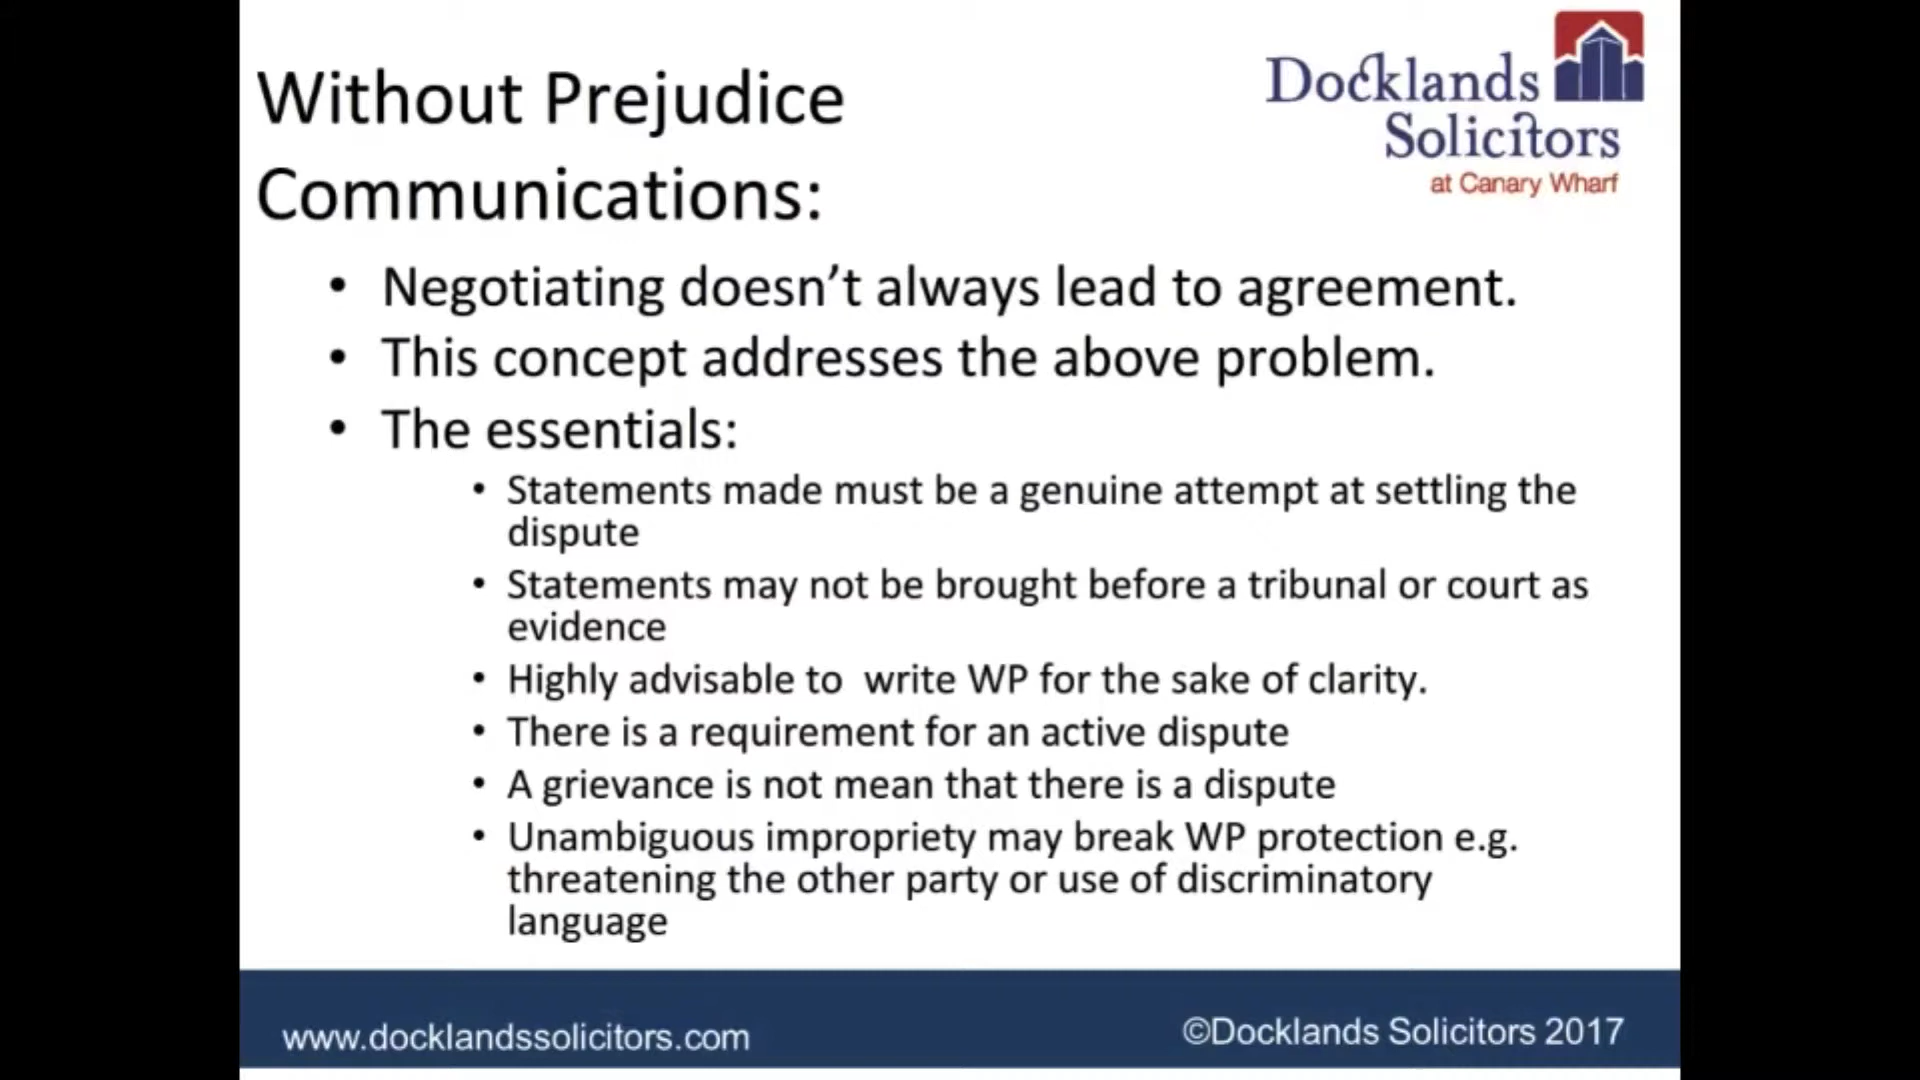 Without Prejudice
Communications:
Docklands
Solicitors
at Canary Wharf
• Negotiating doesn’t always lead to agreement.
• This concept addresses the above problem.
• The essentials:
• Statements made must be a genuine attempt at settling the
dispute
• Statements may not be brought before a tribunal or court as
evidence
• Highly advisable to  write WP for the sake of clarity.
• There is a requirement for an active dispute
• A grievance is not mean that there is a dispute
• Unambiguous impropriety may break WP protection e.g.
threatening the other party or use of discriminatory
language
www.docklandssolicitors.com
©Docklands Solicitors 2017